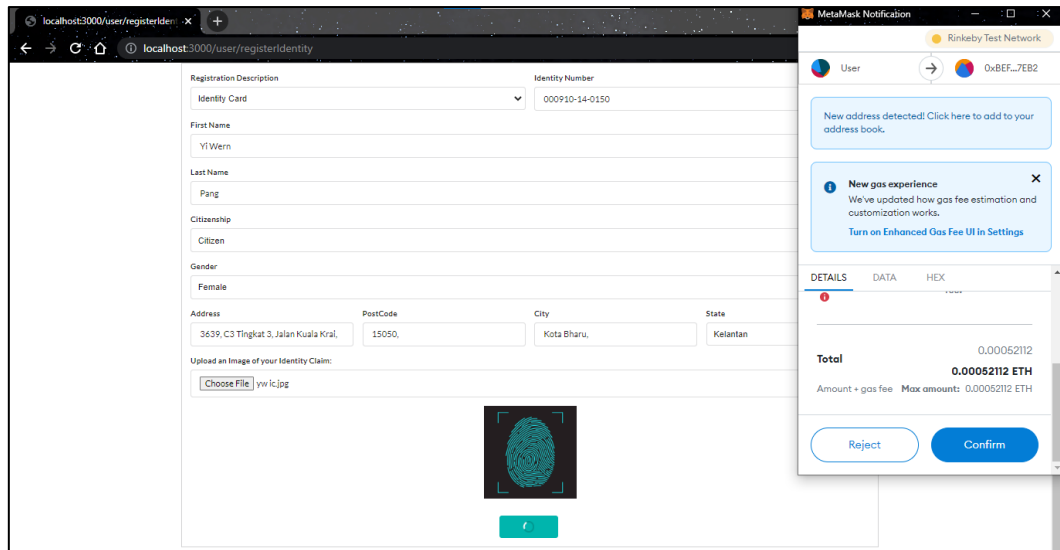 localhost:3000/user/registerIdent
localhost:3000/user/registerIdentity
Registration Description
Identity Number
Identity Card
000910-14-0150
First Name
Yi Wern
Last Name
Pang
Citizenship
Citizen
Gender
Female
Address
PostCode
City
State
3639, C3 Tingkat 3, Jalan Kuala Krai,
15050,
Kota Bharu,
Kelantan
Upload an Image of your Identity Claim:
Choose File yw ic.jpg
MetaMask Notification
Rinkeby Test Network
User
0xBEF...7EB2
New address detected! Click here to add to your
address book.
New gas experience
We've updated how gas fee estimation and
customization works.
Turn on Enhanced Gas Fee UI in Settings
DETAILS
DATA
HEX
Total
0.00052112
0.00052112 ETH
Amount + gas fee Max amount: 0.00052112 ETH
Reject
Confirm